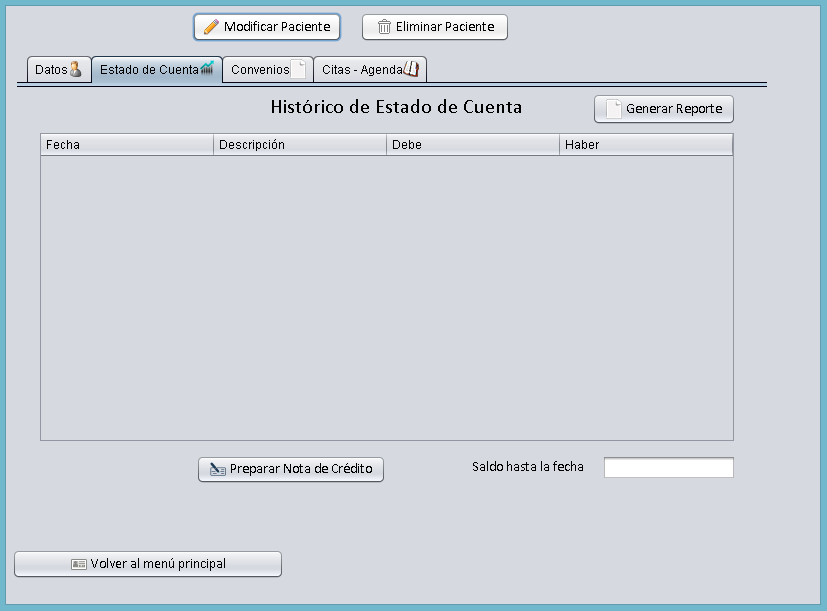 Modificar Paciente Eliminar Paciente
Datos Estado de Cuenta Convenios Citas - Agenda
Histórico de Estado de Cuenta Generar Reporte
Fecha Descripción Debe Haber
Preparar Nota de Crédito Saldo hasta la fecha
Volver al menú principal